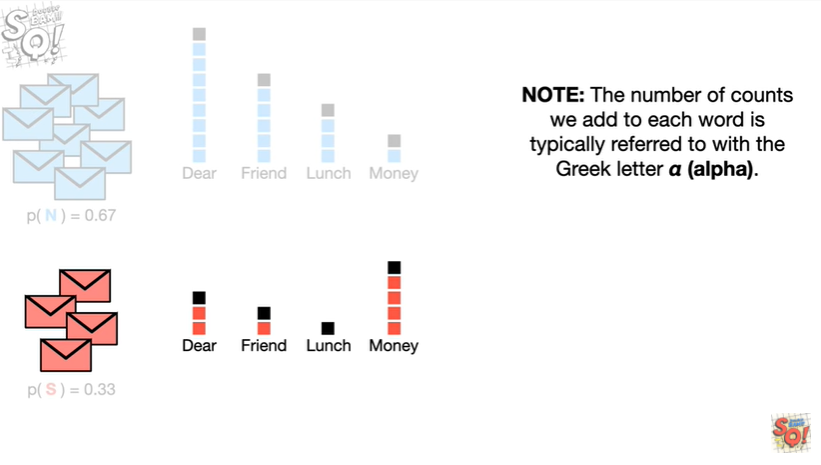 STATQUEST!
NOTE: The number of counts
we add to each word is
typically referred to with the
Greek letter α (alpha).
Dear Friend Lunch Money
p( N ) = 0.67
Dear Friend Lunch Money
p( S ) = 0.33